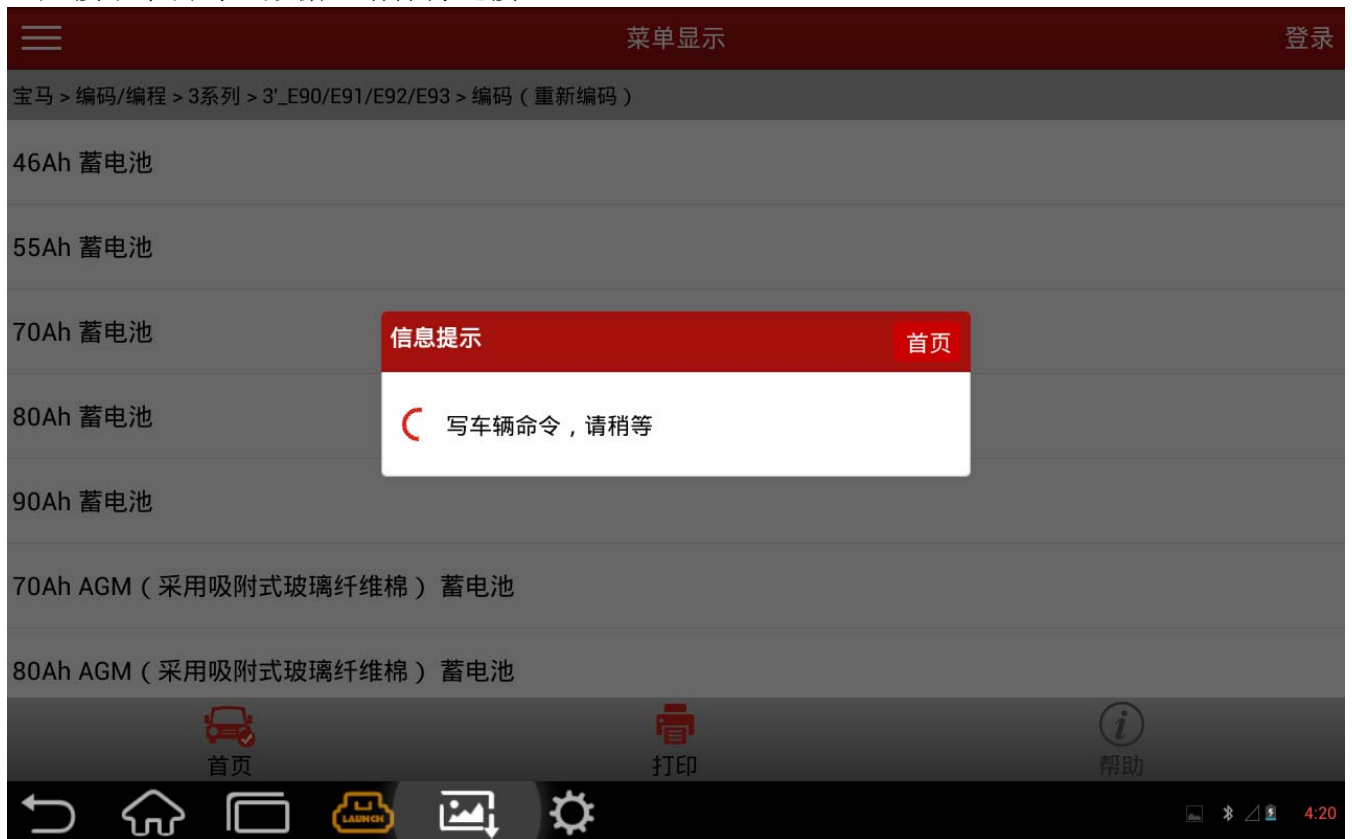 菜单显示
登录
宝马 > 编码/编程 > 3系列 > 3'_E90/E91/E92/E93 > 编码（重新编码）
46Ah 蓄电池
55Ah 蓄电池
70Ah 蓄电池
信息提示
首页
80Ah 蓄电池
写车辆命令，请稍等
90Ah 蓄电池
70Ah AGM（采用吸附式玻璃纤维棉）蓄电池
80Ah AGM（采用吸附式玻璃纤维棉）蓄电池
首页
打印
帮助
LAUNCH
4:20